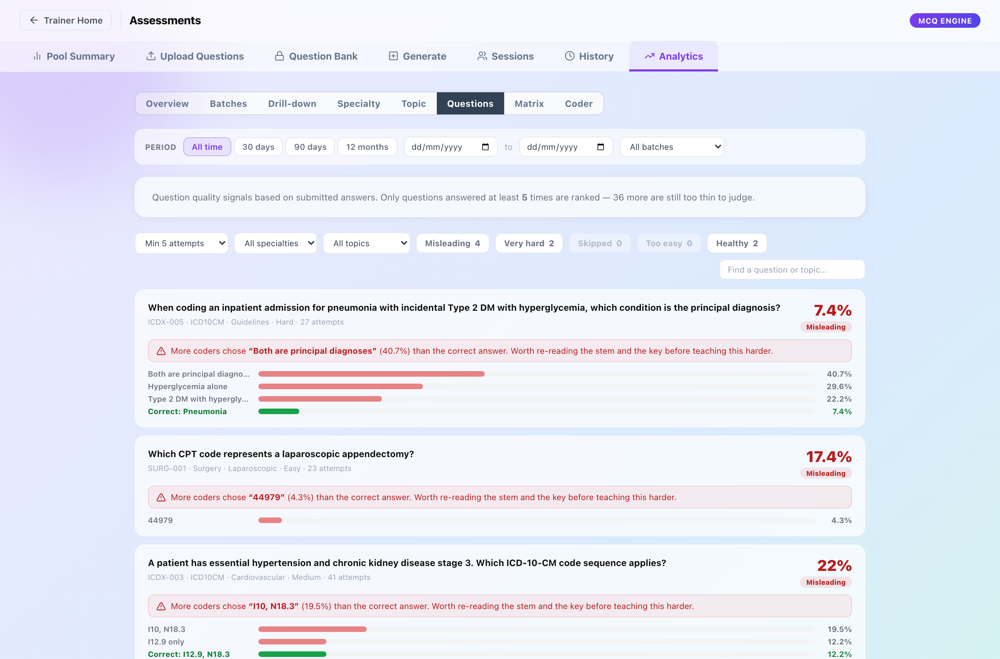 Trainer Home
Assessments
MCQ ENGINE
Pool Summary
Upload Questions
Question Bank
Generate
Sessions
History
Analytics
Overview
Batches
Drill-down
Specialty
Topic
Questions
Matrix
Coder
PERIOD
All time
30 days
90 days
12 months
dd/mm/yyyy
to
dd/mm/yyyy
All batches
Question quality signals based on submitted answers. Only questions answered at least 5 times are ranked — 36 more are still too thin to judge.
Min 5 attempts
All specialties
All topics
Misleading 4
Very hard 2
Skipped 0
Too easy 0
Healthy 2
Find a question or topic...
When coding an inpatient admission for pneumonia with incidental Type 2 DM with hyperglycemia, which condition is the principal diagnosis?
7.4%
ICDX-005 · ICD10CM · Guidelines · Hard · 27 attempts
Misleading
More coders chose “Both are principal diagnoses” (40.7%) than the correct answer. Worth re-reading the stem and the key before teaching this harder.
Both are principal diagno... 40.7%
Hyperglycemia alone 29.6%
Type 2 DM with hypergly... 22.2%
Correct: Pneumonia 7.4%
Which CPT code represents a laparoscopic appendectomy?
17.4%
SURG-001 · Surgery · Laparoscopic · Easy · 23 attempts
Misleading
More coders chose “44979” (4.3%) than the correct answer. Worth re-reading the stem and the key before teaching this harder.
44979 4.3%
A patient has essential hypertension and chronic kidney disease stage 3. Which ICD-10-CM code sequence applies?
22%
ICDX-003 · ICD10CM · Cardiovascular · Medium · 41 attempts
Misleading
More coders chose “I10, N18.3” (19.5%) than the correct answer. Worth re-reading the stem and the key before teaching this harder.
I10, N18.3 19.5%
I12.9 only 12.2%
Correct: I12.9, N18.3 12.2%